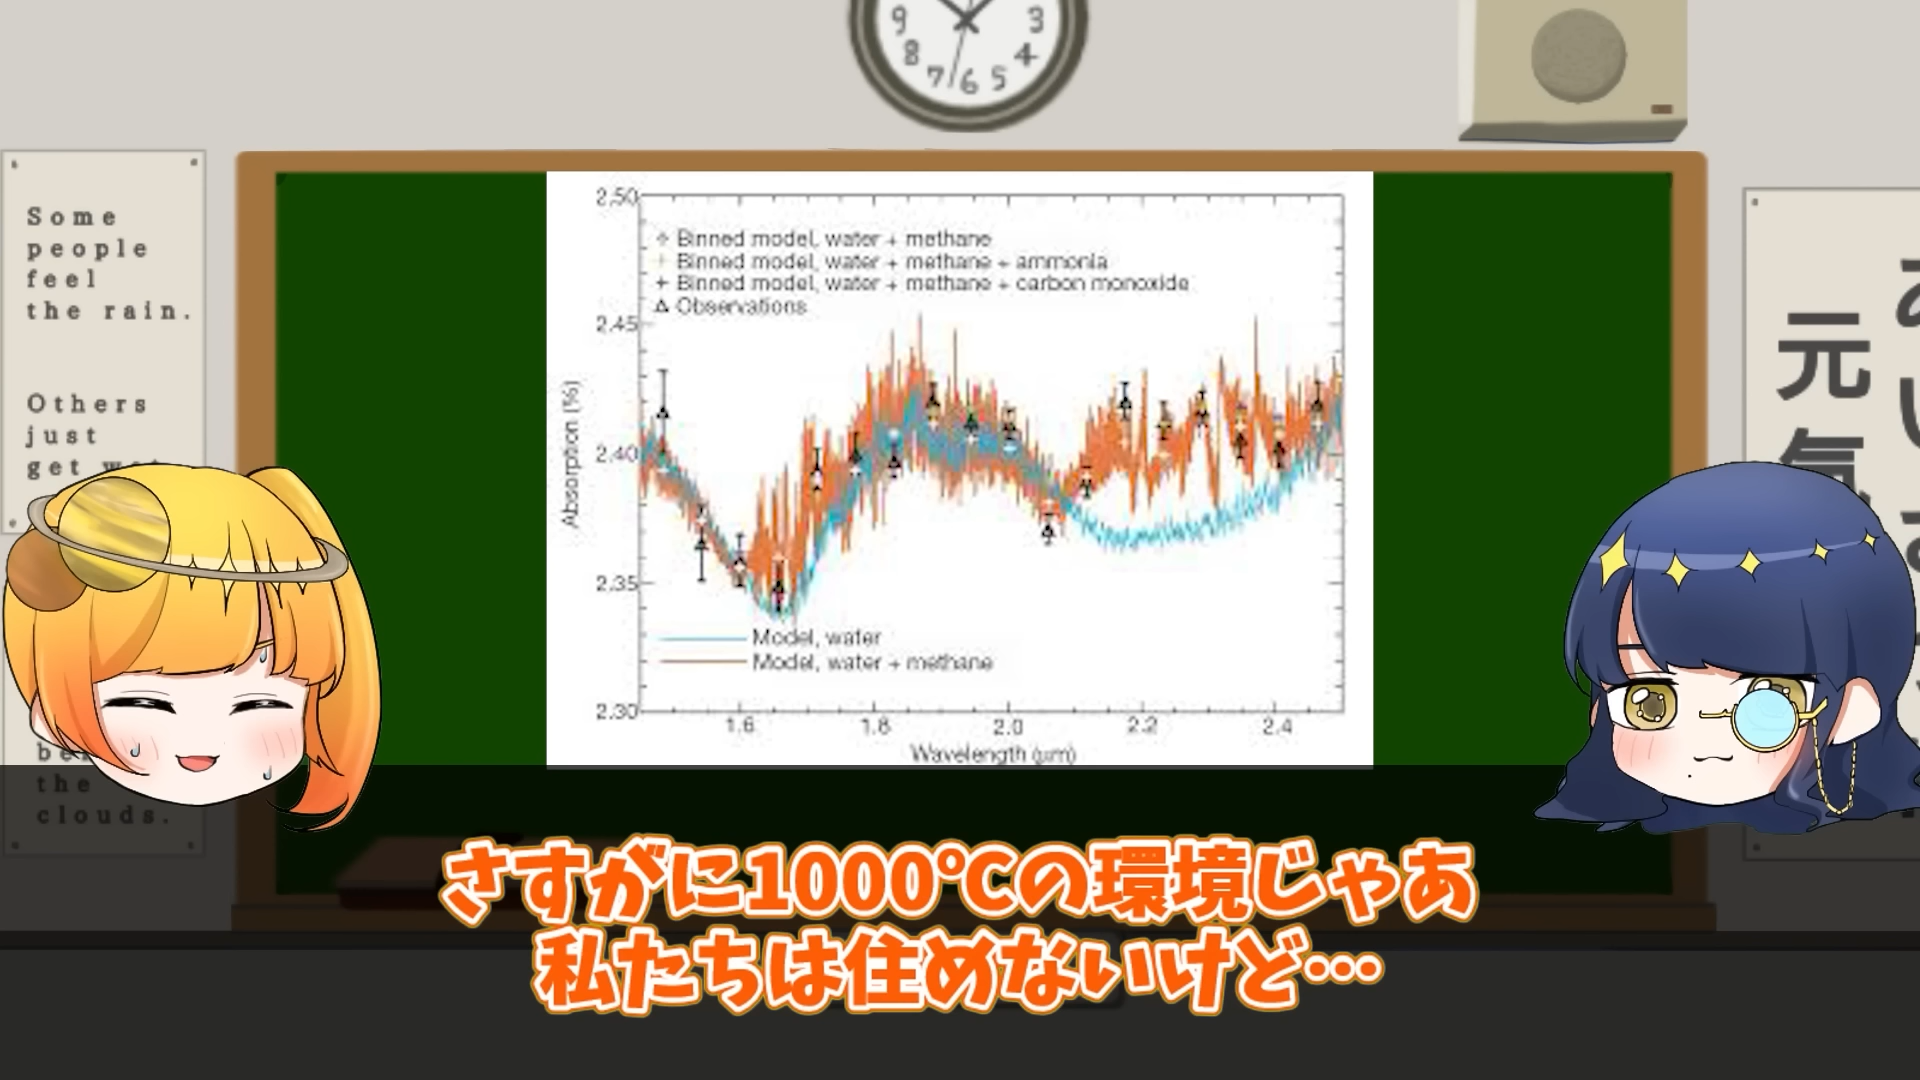 9
3
8
4
7
6
5
Some
people
feel
the rain.
Others
just
get
the
clouds.
2.50
2.45
2.40
2.35
2.30
Absorption (%)
Binned model, water + methane
Binned model, water + methane + ammonia
Binned model, water + methane + carbon monoxide
Observations
Model, water
Model, water + methane
1.6
1.8
2.0
2.2
2.4
Wavelength (μm)
元気
さすがに1000℃の環境じゃあ
私たちは住めないけど…